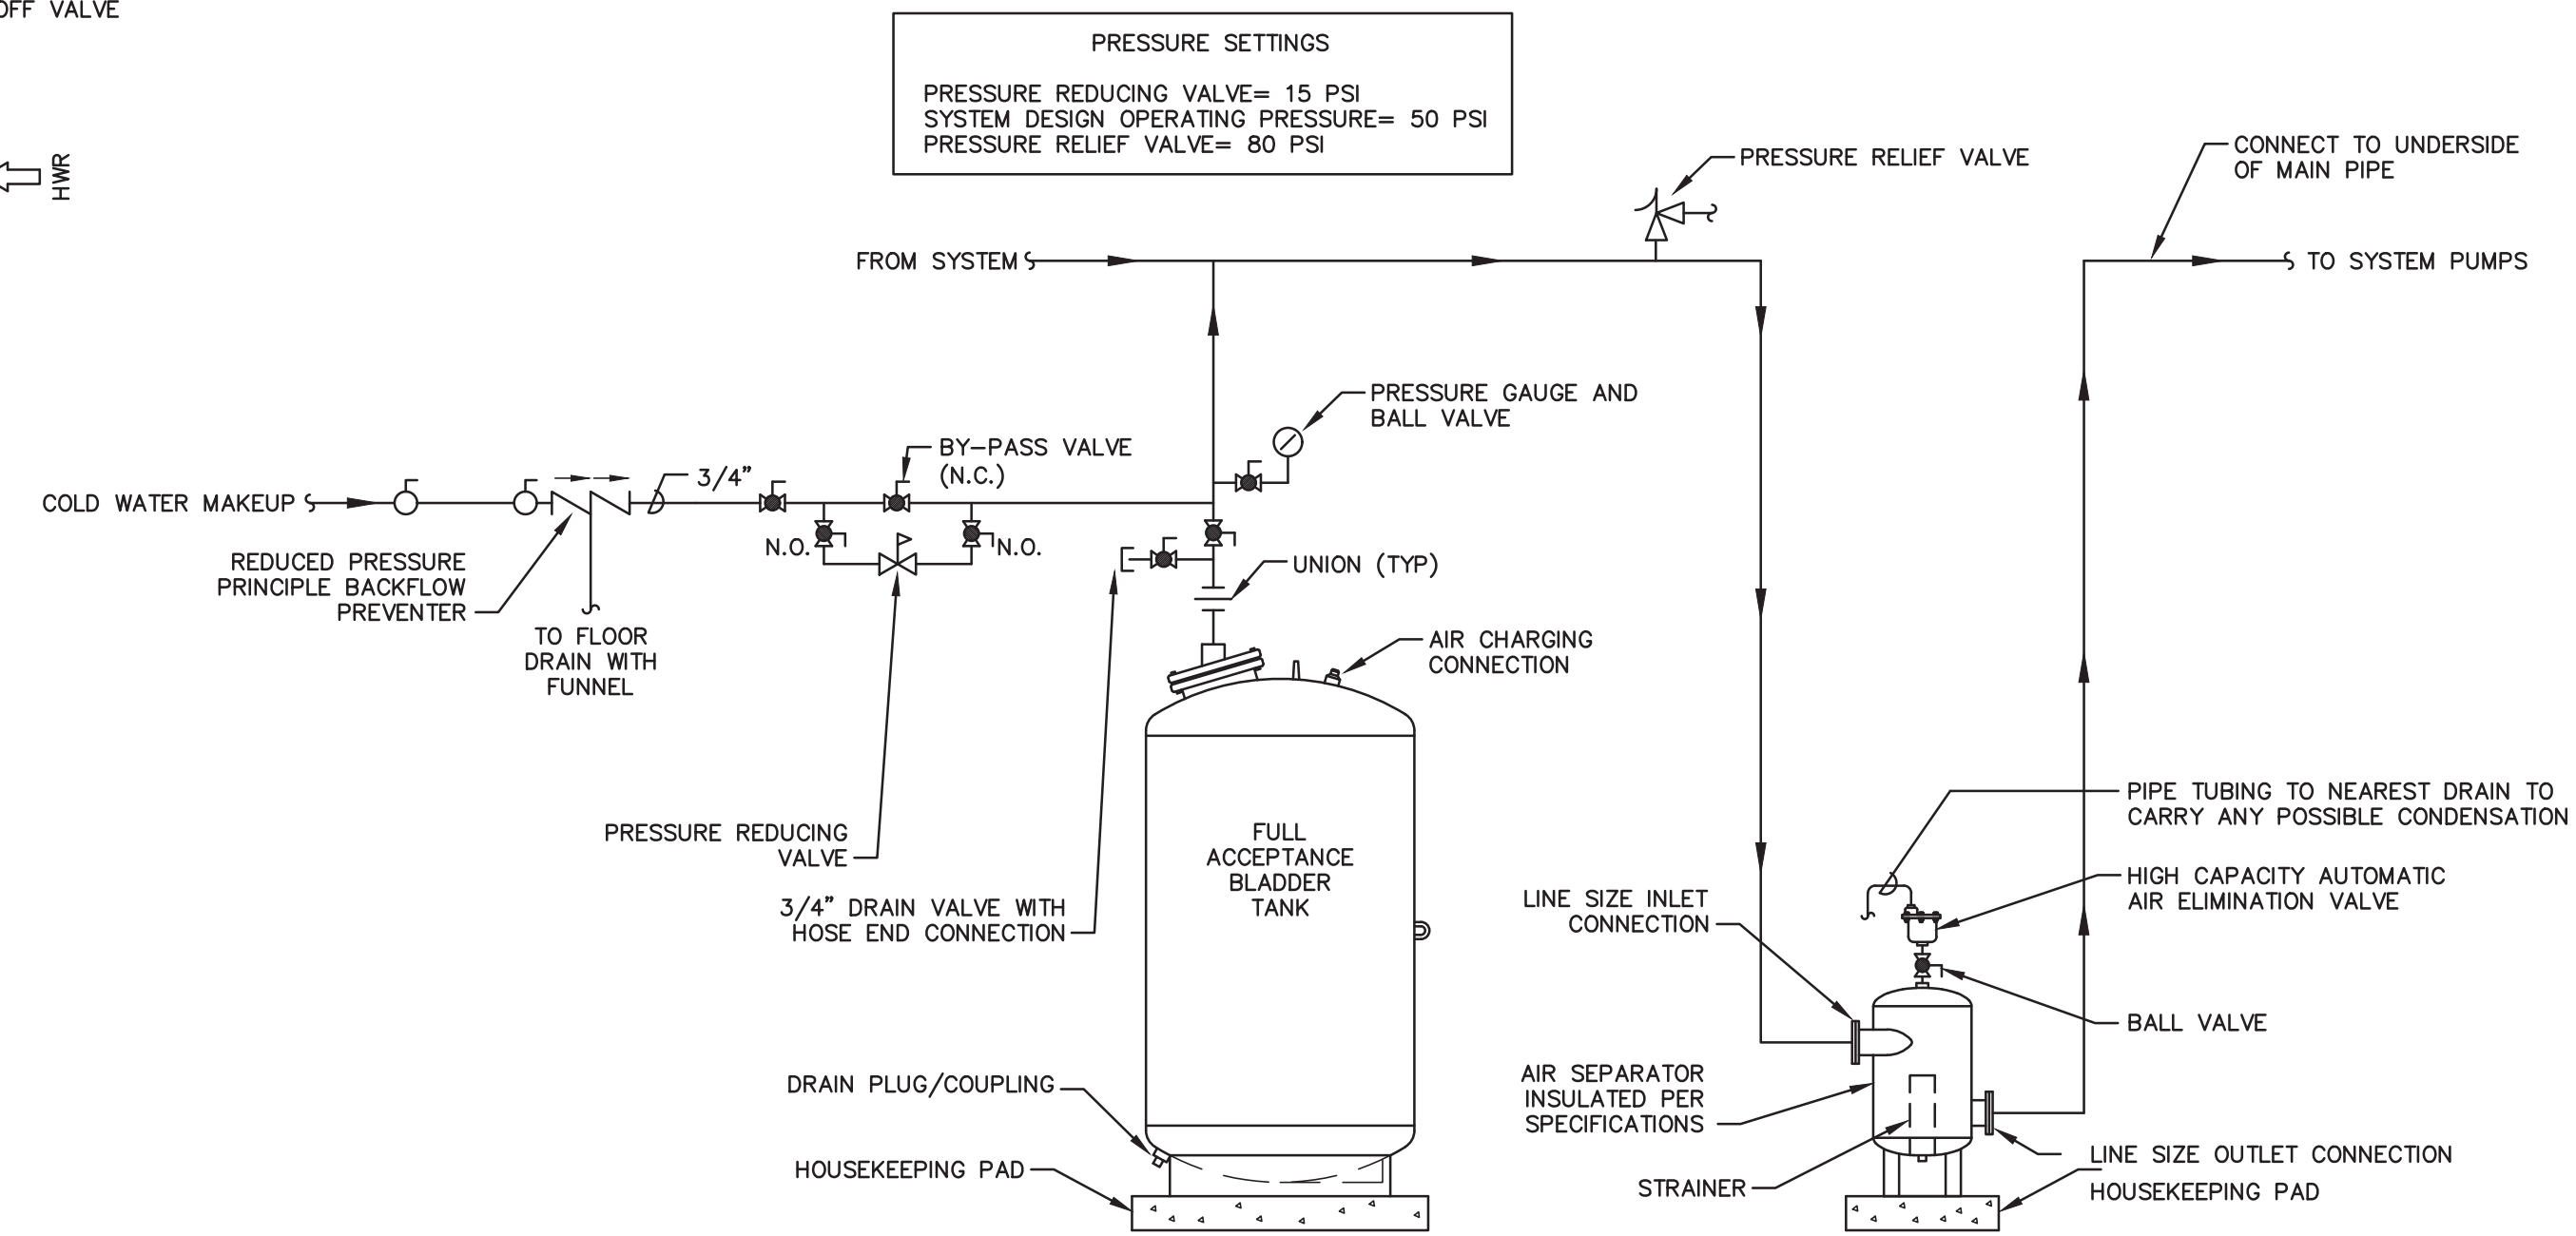 OFF VALVE
PRESSURE SETTINGS
PRESSURE REDUCING VALVE= 15 PSI
SYSTEM DESIGN OPERATING PRESSURE= 50 PSI
PRESSURE RELIEF VALVE= 80 PSI
HWR
PRESSURE RELIEF VALVE
CONNECT TO UNDERSIDE
OF MAIN PIPE
FROM SYSTEM
TO SYSTEM PUMPS
PRESSURE GAUGE AND
BALL VALVE
BY-PASS VALVE
(N.C.)
3/4"
COLD WATER MAKEUP
N.O.
N.O.
REDUCED PRESSURE
PRINCIPLE BACKFLOW
PREVENTER
UNION (TYP)
TO FLOOR
DRAIN WITH
FUNNEL
AIR CHARGING
CONNECTION
PRESSURE REDUCING
VALVE
FULL
ACCEPTANCE
BLADDER
TANK
PIPE TUBING TO NEAREST DRAIN TO
CARRY ANY POSSIBLE CONDENSATION
3/4" DRAIN VALVE WITH
HOSE END CONNECTION
LINE SIZE INLET
CONNECTION
HIGH CAPACITY AUTOMATIC
AIR ELIMINATION VALVE
BALL VALVE
DRAIN PLUG/COUPLING
AIR SEPARATOR
INSULATED PER
SPECIFICATIONS
HOUSEKEEPING PAD
STRAINER
LINE SIZE OUTLET CONNECTION
HOUSEKEEPING PAD